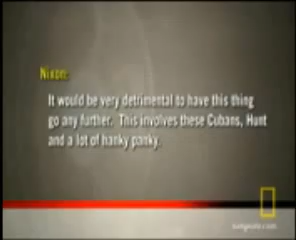 Nixon:
It would be very detrimental to have this thing
go any further. This involves these Cubans, Hunt
and a lot of hanky panky.